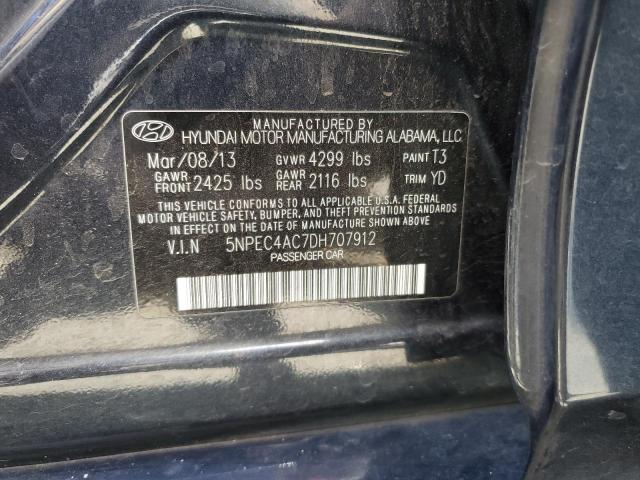 MANUFACTURED BY
HYUNDAI MOTOR MANUFACTURING ALABAMA, LLC
Mar/08/13 GVWR 4299 lbs PAINT T3
GAWR FRONT 2425 lbs GAWR REAR 2116 lbs TRIM YD
THIS VEHICLE CONFORMS TO ALL APPLICABLE U.S.A. FEDERAL
MOTOR VEHICLE SAFETY, BUMPER, AND THEFT PREVENTION STANDARDS
IN EFFECT ON THE DATE OF MANUFACTURE SHOWN ABOVE
V.I.N 5NPEC4AC7DH707912
PASSENGER CAR